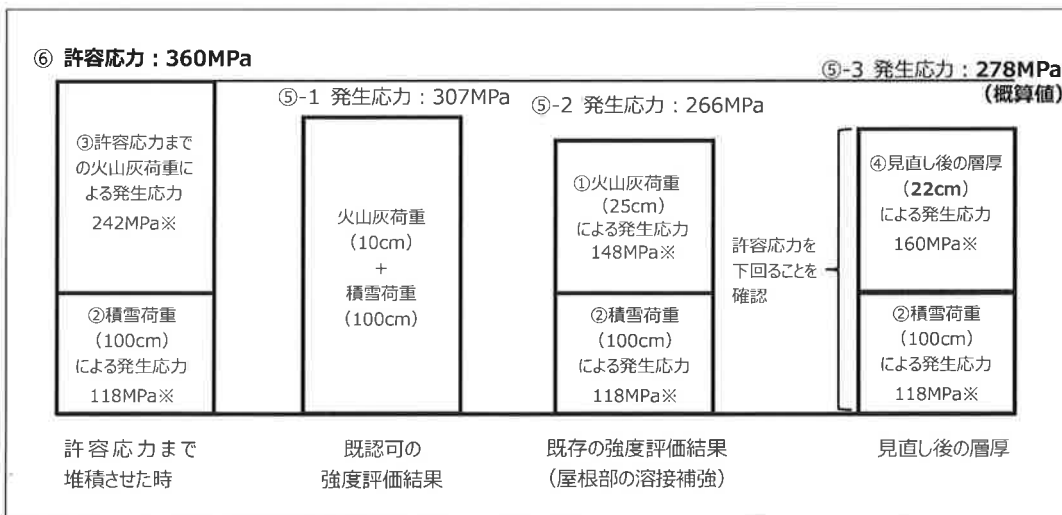 ⑥ 許容応力：360MPa
⑤-3 発生応力：278MPa
(概算値)
⑤-1 発生応力：307MPa
⑤-2 発生応力：266MPa
③許容応力まで
の火山灰荷重に
よる発生応力
242MPa※
②積雪荷重
(100cm)
による発生応力
118MPa※
火山灰荷重
(10cm)
+
積雪荷重
(100cm)
①火山灰荷重
(25cm)
による発生応力
148MPa※
②積雪荷重
(100cm)
による発生応力
118MPa※
許容応力を
下回ることを
確認
④見直し後の層厚
(22cm)
による発生応力
160MPa※
②積雪荷重
(100cm)
による発生応力
118MPa※
許容応力まで
堆積させた時
既認可の
強度評価結果
既存の強度評価結果
(屋根部の溶接補強)
見直し後の層厚